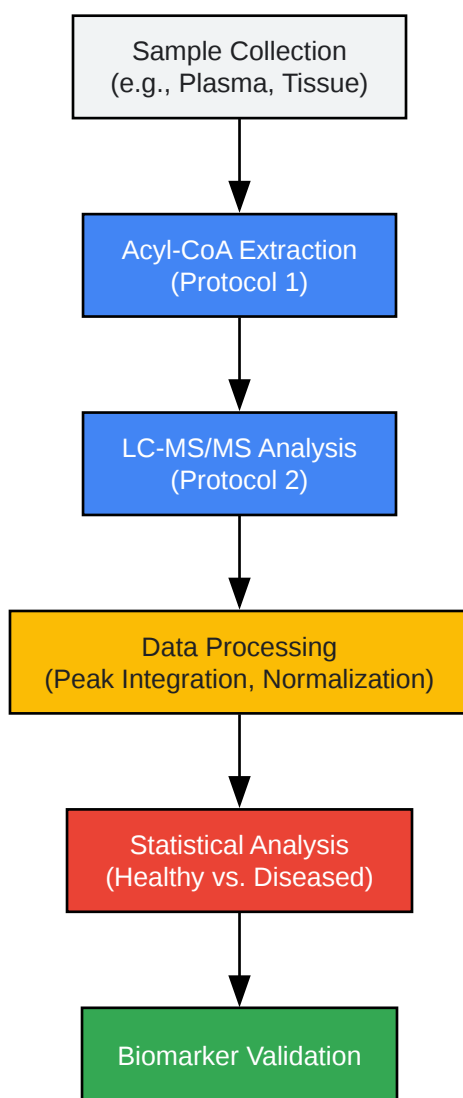 Sample Collection
(e.g., Plasma, Tissue)
Acyl-CoA Extraction
(Protocol 1)
LC-MS/MS Analysis
(Protocol 2)
Data Processing
(Peak Integration, Normalization)
Statistical Analysis
(Healthy vs. Diseased)
Biomarker Validation